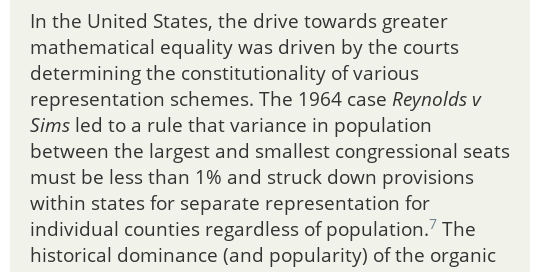 In the United States, the drive towards greater
mathematical equality was driven by the courts
determining the constitutionality of various
representation schemes. The 1964 case Reynolds v
Sims led to a rule that variance in population
between the largest and smallest congressional seats
must be less than 1% and struck down provisions
within states for separate representation for
individual counties regardless of population.7 The
historical dominance (and popularity) of the organic